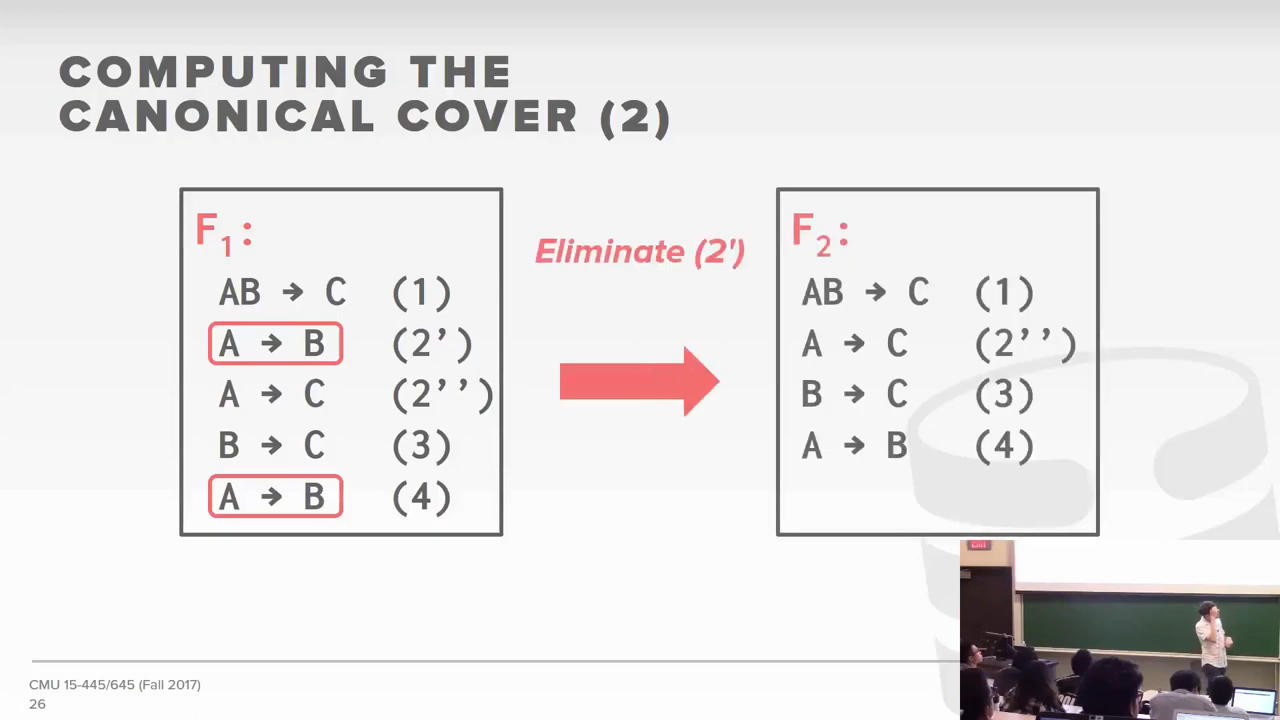 COMPUTING THE
CANONICAL COVER (2)
F1:
AB → C (1)
A → B (2’)
A → C (2’’)
B → C (3)
A → B (4)
Eliminate (2')
F2:
AB → C (1)
A → C (2’’)
B → C (3)
A → B (4)
CMU 15-445/645 (Fall 2017)
26